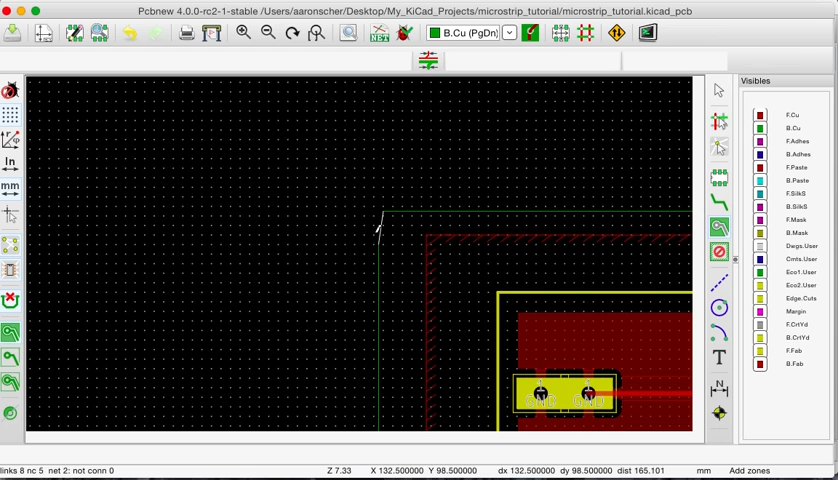 Pcbnew 4.0.0-rc2-1-stable /Users/aaronscher/Desktop/My_KiCad_Projects/microstrip_tutorial/microstrip_tutorial.kicad_pcb
NET
B.Cu (PgDn)
Visibles
In
mm
F.Cu
B.Cu
F.Adhes
B.Adhes
F.Paste
B.Paste
F.SilkS
B.SilkS
F.Mask
B.Mask
Dwgs.User
Cmts.User
Eco1.User
Eco2.User
Edge.Cuts
Margin
F.CrtYd
B.CrtYd
F.Fab
B.Fab
T
N
1 1
GND GND
links 8 nc 5 net 2: not conn 0
Z 7.33 X 132.500000 Y 98.500000 dx 132.500000 dy 98.500000 dist 165.101 mm Add zones